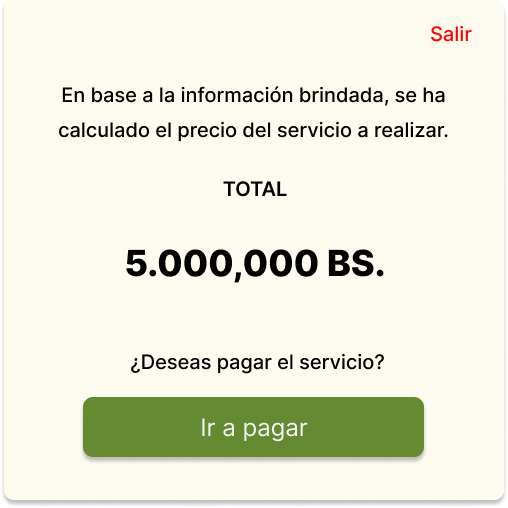 Salir
En base a la información brindada, se ha
calculado el precio del servicio a realizar.
TOTAL
5.000,000 BS.
¿Deseas pagar el servicio?
Ir a pagar